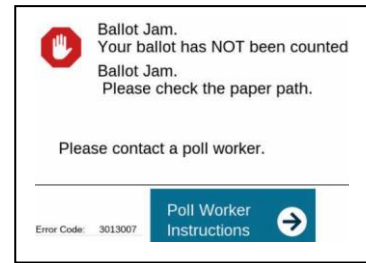 Ballot Jam.
Your ballot has NOT been counted
Ballot Jam.
Please check the paper path.
Please contact a poll worker.
Error Code: 3013007
Poll Worker
Instructions